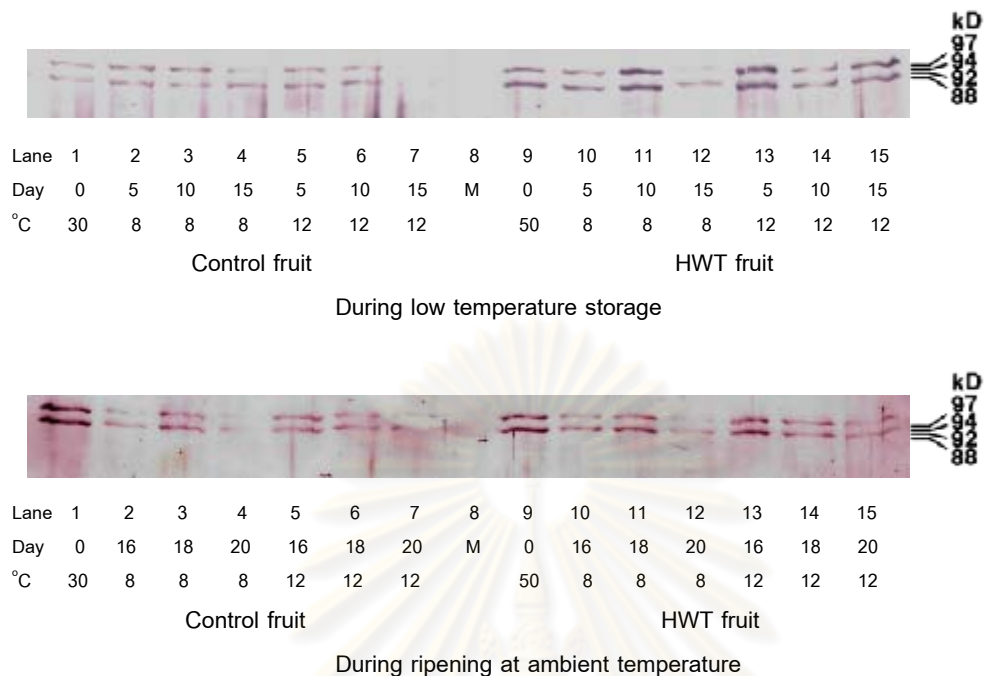 kD
97
94
92
88
Lane 1 2 3 4 5 6 7 8 9 10 11 12 13 14 15
Day 0 5 10 15 5 10 15 M 0 5 10 15 5 10 15
°C 30 8 8 8 12 12 12 50 8 8 8 12 12 12
Control fruit HWT fruit
During low temperature storage
kD
97
94
92
88
Lane 1 2 3 4 5 6 7 8 9 10 11 12 13 14 15
Day 0 16 18 20 16 18 20 M 0 16 18 20 16 18 20
°C 30 8 8 8 12 12 12 50 8 8 8 12 12 12
Control fruit HWT fruit
During ripening at ambient temperature